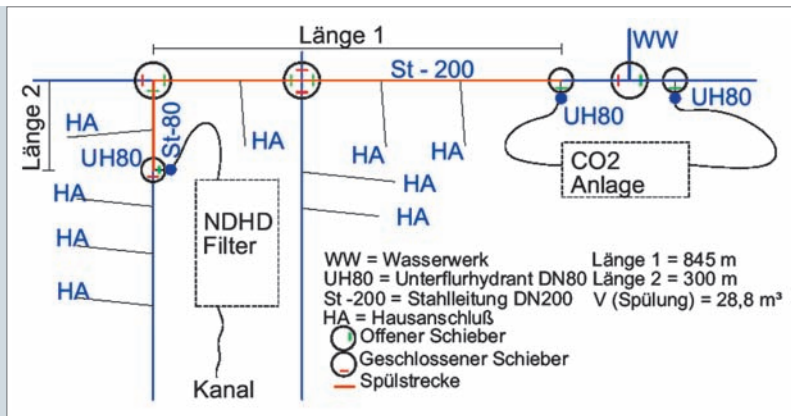 Länge 1
WW
St - 200
Länge 2
HA
St-80
UH80
HA
HA
HA
UH80
UH80
CO2
Anlage
HA
HA
HA
HA
HA
NDHD
Filter
Kanal
WW = Wasserwerk
UH80 = Unterflurhydrant DN80
St -200 = Stahlleitung DN200
HA = Hausanschluß
Offener Schieber
Geschlossener Schieber
Spülstrecke
Länge 1 = 845 m
Länge 2 = 300 m
V (Spülung) = 28,8 m³